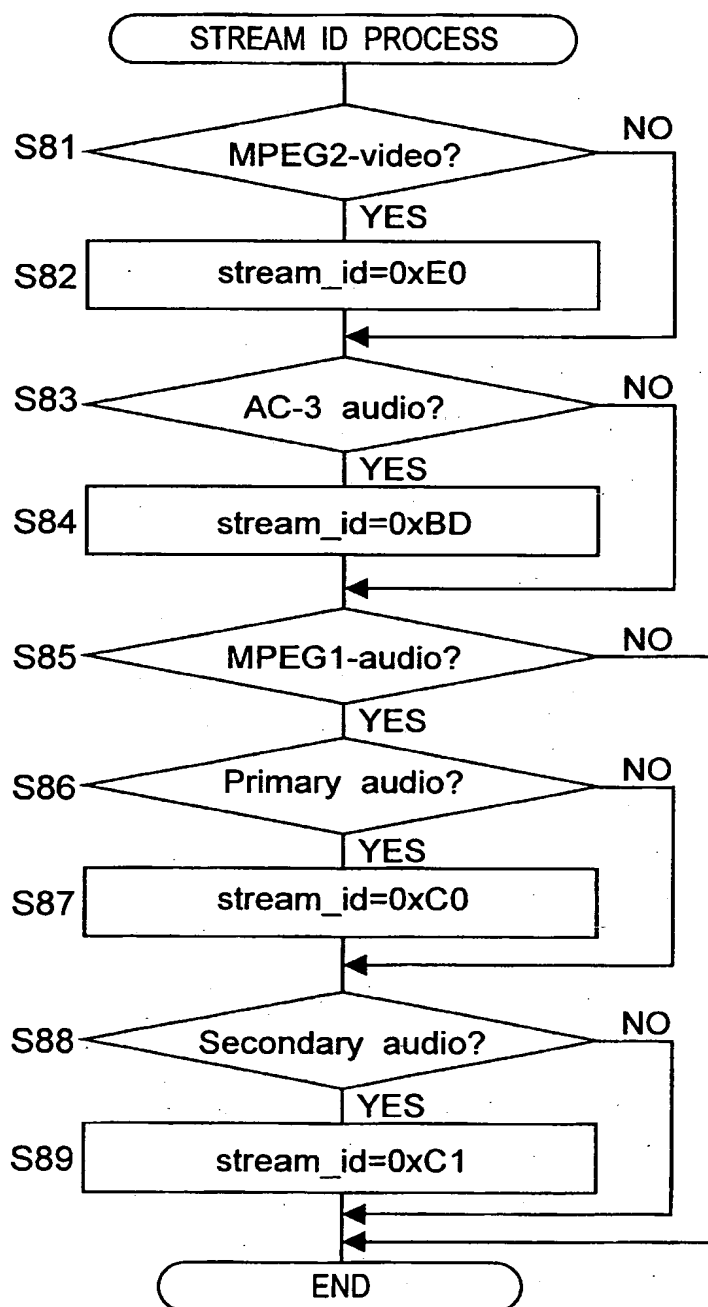 STREAM ID PROCESS
S81
MPEG2-video?
NO
YES
S82
stream_id=0xE0
S83
AC-3 audio?
NO
YES
S84
stream_id=0xBD
S85
MPEG1-audio?
NO
YES
S86
Primary audio?
NO
YES
S87
stream_id=0xC0
S88
Secondary audio?
NO
YES
S89
stream_id=0xC1
END